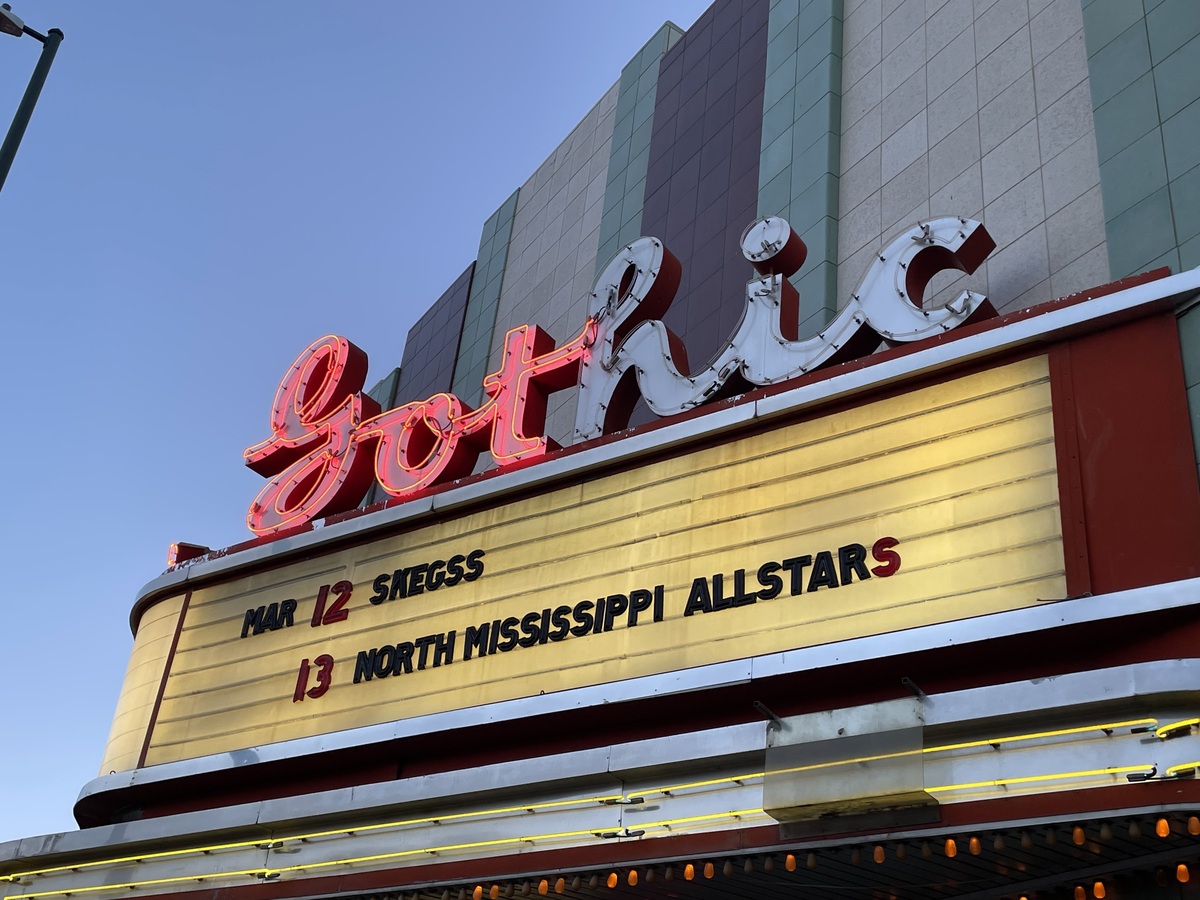 Gothic
MAR 12 SKEGSS
13 NORTH MISSISSIPPI ALLSTARS